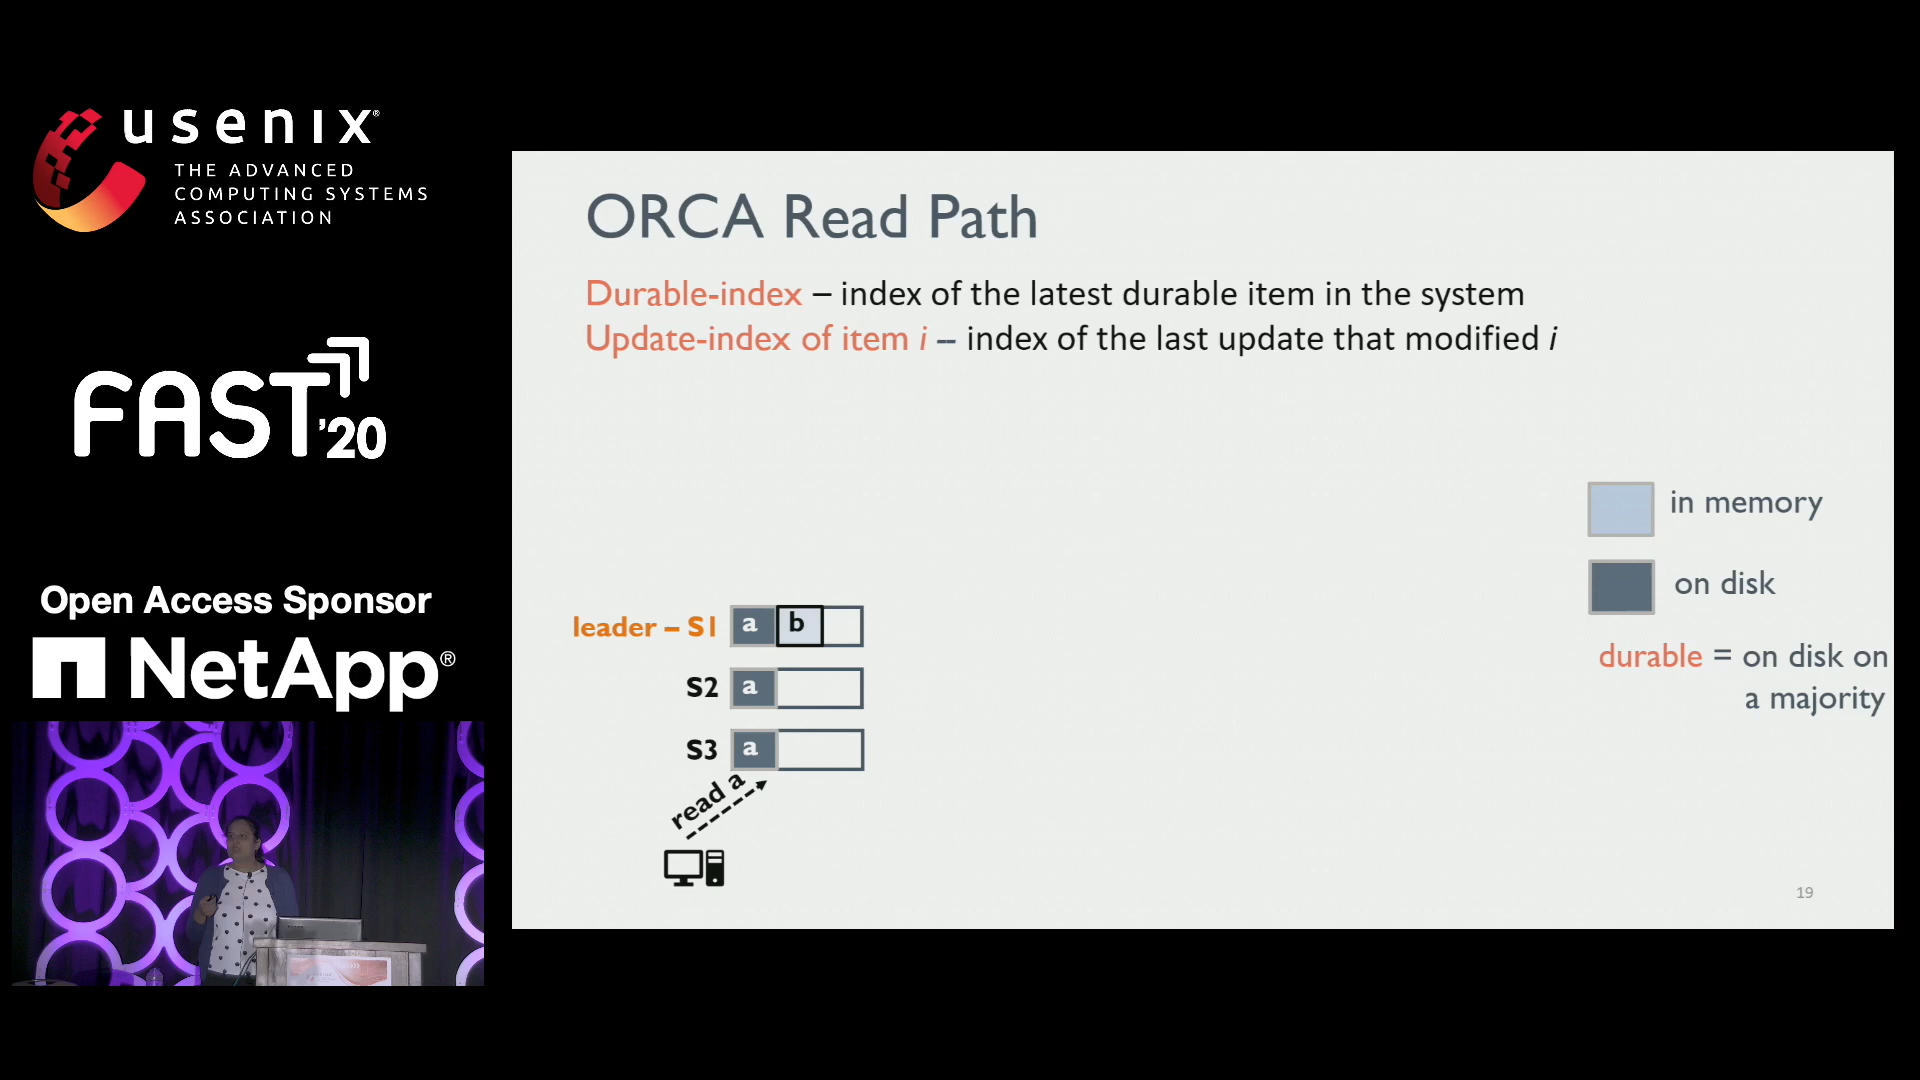 usenix®
THE ADVANCED
COMPUTING SYSTEMS
ASSOCIATION
FAST '20
Open Access Sponsor
NetApp®
ORCA Read Path
Durable-index – index of the latest durable item in the system
Update-index of item i -- index of the last update that modified i
in memory
on disk
durable = on disk on
a majority
leader – S1 a b
S2 a
S3 a
read a
19